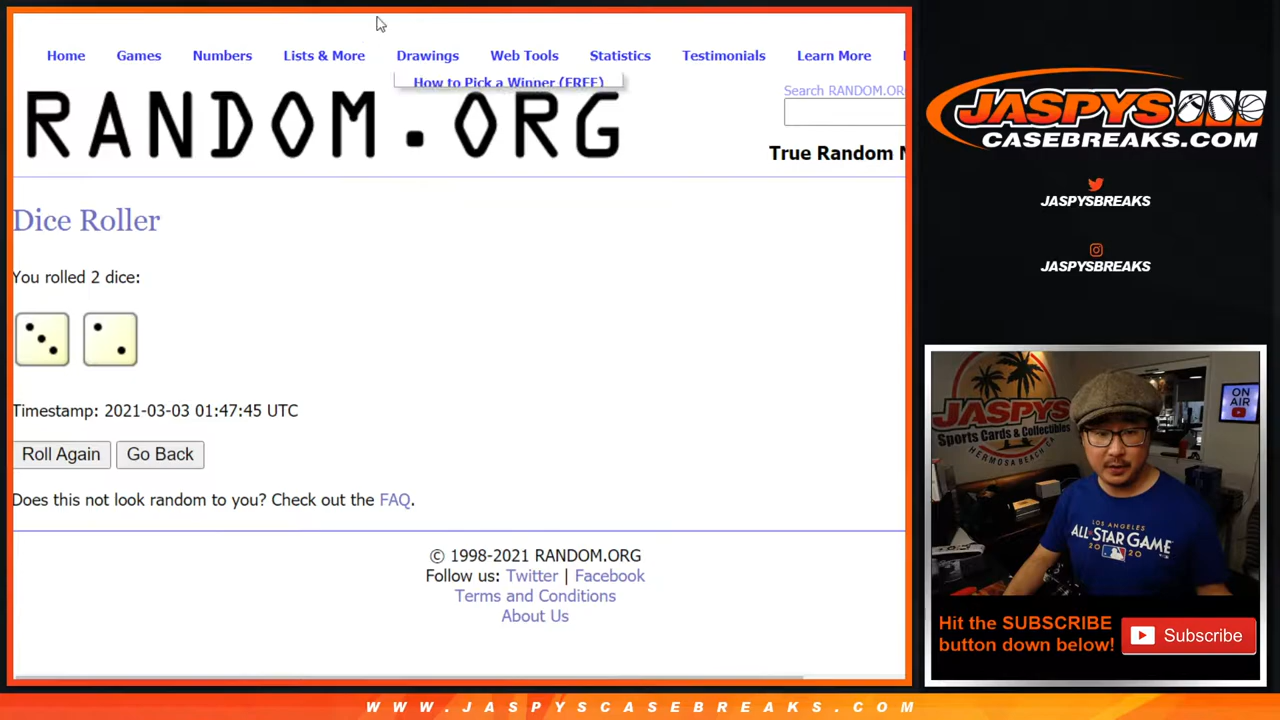 Home Games Numbers Lists & More Drawings Web Tools Statistics Testimonials Learn More
How to Pick a Winner (FREE)
RANDOM.ORG
Search RANDOM.OR
True Random N
Dice Roller
You rolled 2 dice:
Timestamp: 2021-03-03 01:47:45 UTC
Roll Again Go Back
Does this not look random to you? Check out the FAQ.
© 1998-2021 RANDOM.ORG
Follow us: Twitter | Facebook
Terms and Conditions
About Us
JASPYS
CASEBREAKS.COM
JASPYSBREAKS
JASPYSBREAKS
JASPYS
Sports Cards & Collectibles
HERMOSA BEACH CA
ON AIR
LOS ANGELES
ALL-STAR GAME
2020
Hit the SUBSCRIBE
button down below!
Subscribe
WWW.JASPYSCASEBREAKS.COM